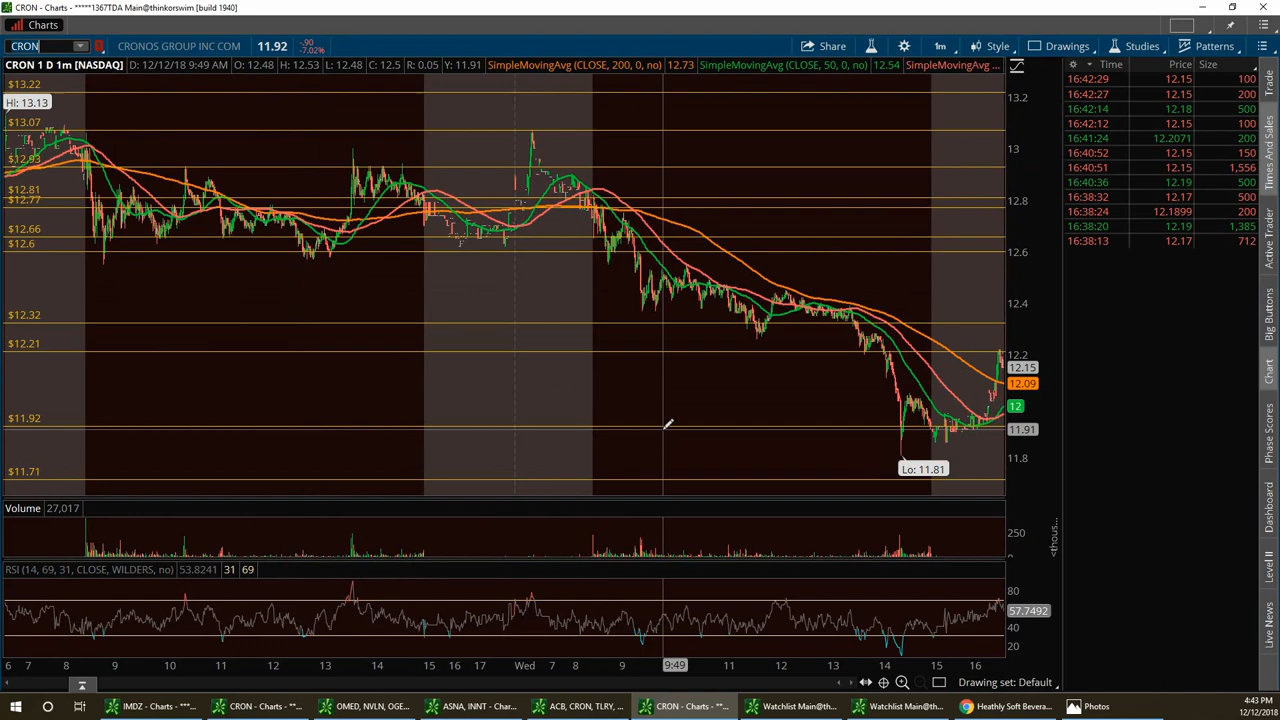 CRON - Charts - *****1367TDA Main@thinkorswim [build 1940]
Charts
CRON CRONOS GROUP INC COM 11.92 -.90 -7.02% Share 1m Style Drawings Studies Patterns
CRON 1 D 1m [NASDAQ] D: 12/12/18 9:49 AM O: 12.48 H: 12.53 L: 12.48 C: 12.5 R: 0.05 Y: 11.91 SimpleMovingAvg (CLOSE, 200, 0, no) 12.73 SimpleMovingAvg (CLOSE, 50, 0, no) 12.54 SimpleMovingAvg ...
$13.22
Hi: 13.13
$13.07
$12.93
$12.81
$12.77
$12.66
$12.6
$12.32
$12.21
$11.92
$11.71
Lo: 11.81
13.2
13
12.8
12.6
12.4
12.2
12.15
12.09
12
11.91
11.8
Volume 27,017
250
0
<thous...
RSI (14, 69, 31, CLOSE, WILDERS, no) 53.8241 31 69
80
57.7492
40
20
6 7 8 9 10 11 12 13 14 15 16 17 Wed 7 8 9 9:49 11 12 13 14 15 16
Drawing set: Default
Time Price Size
16:42:29 12.15 100
16:42:27 12.15 200
16:42:14 12.18 500
16:42:12 12.15 100
16:41:24 12.2071 200
16:40:52 12.15 150
16:40:51 12.15 1,556
16:40:36 12.19 500
16:38:32 12.17 500
16:38:24 12.1899 200
16:38:20 12.19 1,385
16:38:13 12.17 712
Trade
Times And Sales
Active Trader
Big Buttons
Chart
Phase Scores
Dashboard
Level II
Live News
IMDZ - Charts - ***... CRON - Charts - **... OMED, NVLN, OGE... ASNA, INNT - Char... ACB, CRON, TLRY, ... CRON - Charts - **... Watchlist Main@th... Watchlist Main@th... Heathly Soft Bevera... Photos
4:43 PM
12/12/2018